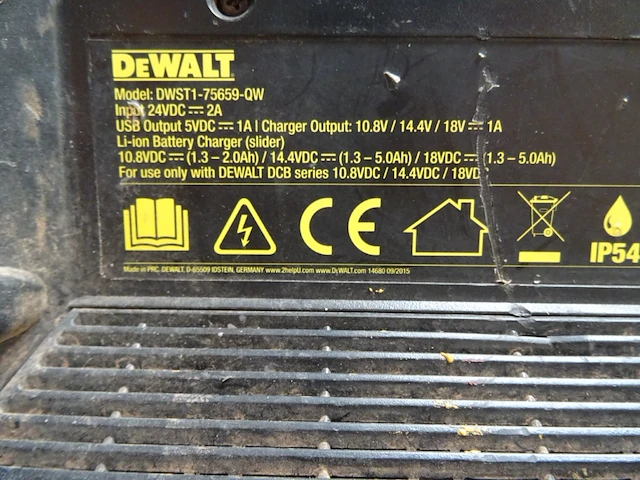 DEWALT
Model: DWST1-75659-QW
Input 24VDC ⎓ 2A
USB Output 5VDC ⎓ 1A | Charger Output: 10.8V / 14.4V / 18V ⎓ 1A
Li-ion Battery Charger (slider)
10.8VDC ⎓ (1.3 – 2.0Ah) / 14.4VDC ⎓ (1.3 – 5.0Ah) / 18VDC ⎓ (1.3 – 5.0Ah)
For use only with DEWALT DCB series 10.8VDC / 14.4VDC / 18VDC
CE
IP54
Made in PRC. DEWALT, D-65509 IDSTEIN, GERMANY www.2helpU.com www.DEWALT.com 14680 09/2015